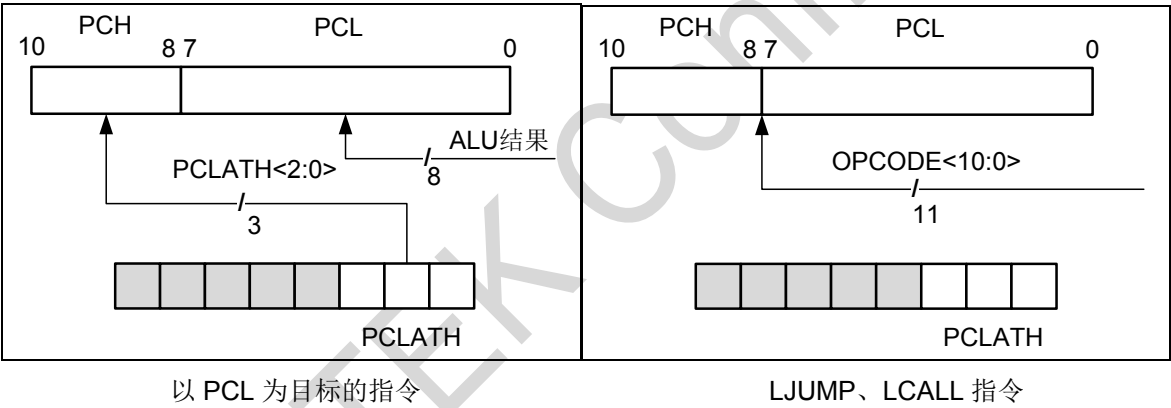 PCH PCL
10 8 7 0
ALU结果
8
PCLATH<2:0>
3
PCLATH
以 PCL 为目标的指令
PCH PCL
10 8 7 0
OPCODE<10:0>
11
PCLATH
LJUMP、LCALL 指令